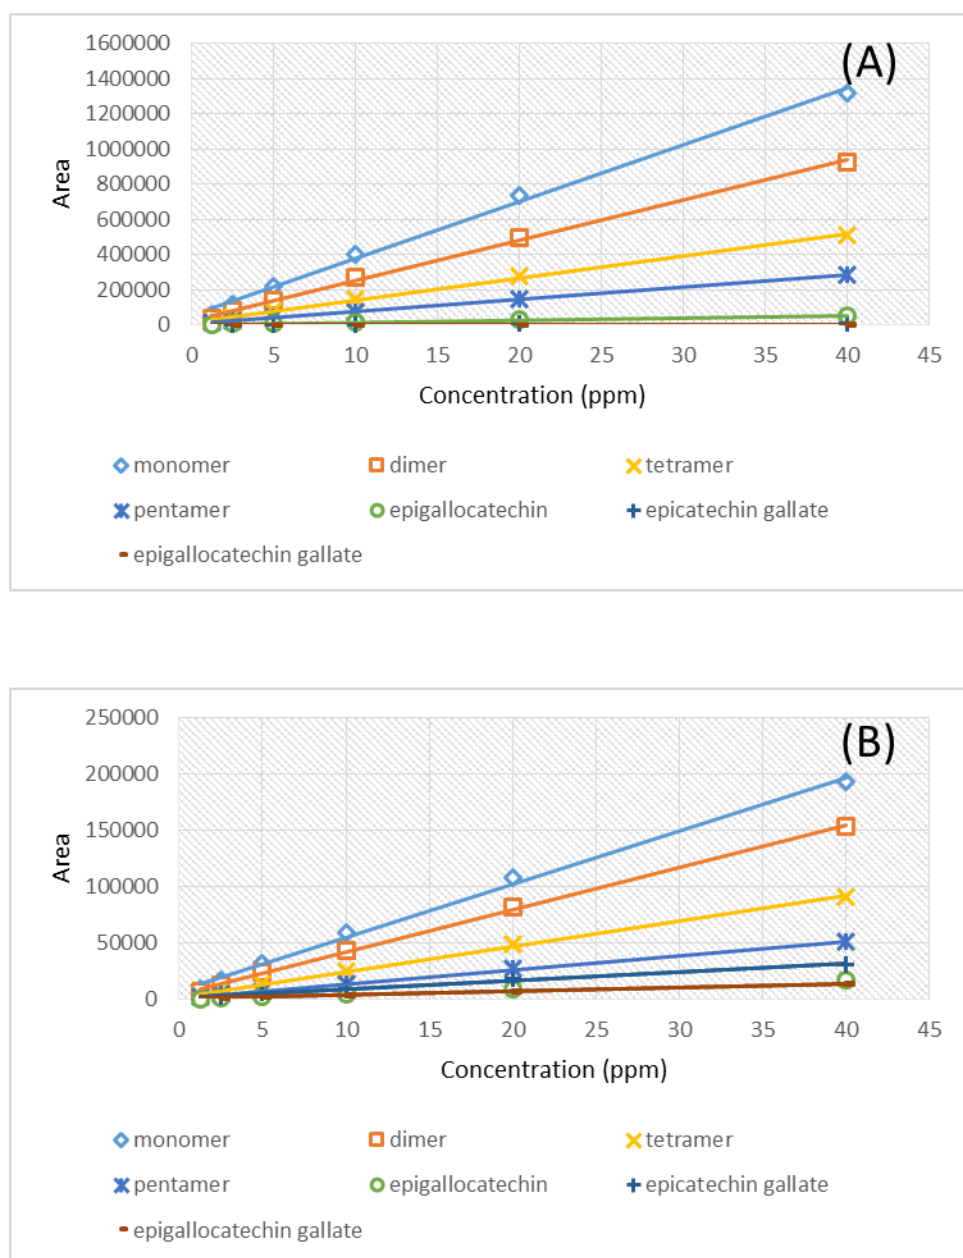 (A)
1600000
1400000
1200000
1000000
800000
600000
400000
200000
0
Area
0 5 10 15 20 25 30 35 40 45
Concentration (ppm)
monomer dimer tetramer
pentamer epigallocatechin epicatechin gallate
epigallocatechin gallate
(B)
250000
200000
150000
100000
50000
0
Area
0 5 10 15 20 25 30 35 40 45
Concentration (ppm)
monomer dimer tetramer
pentamer epigallocatechin epicatechin gallate
epigallocatechin gallate